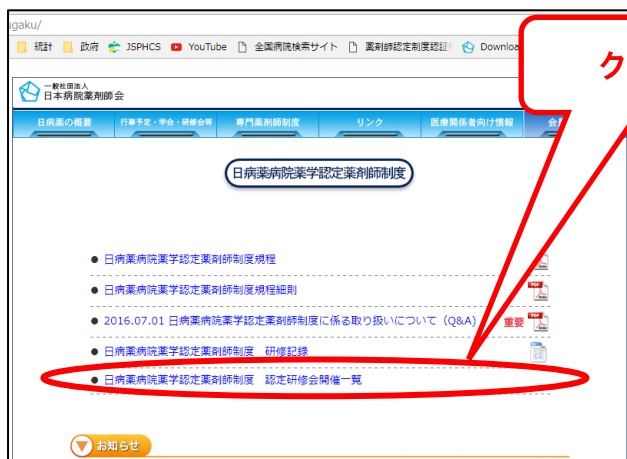 ugaku/
統計 政府 JSPHCS YouTube 全国病院検索サイト 薬剤師認定制度認証 Downloa
ク
一般社団法人
日本病院薬剤師会
日病薬の概要 行事予定・学会・研修会等 専門薬剤師制度 リンク 医療関係者向け情報 会
日病薬病院薬学認定薬剤師制度
● 日病薬病院薬学認定薬剤師制度規程
● 日病薬病院薬学認定薬剤師制度規程細則
● 2016.07.01 日病薬病院薬学認定薬剤師制度に係る取り扱いについて（Q&A） 重要
● 日病薬病院薬学認定薬剤師制度 研修記録
● 日病薬病院薬学認定薬剤師制度 認定研修会開催一覧
お知らせ